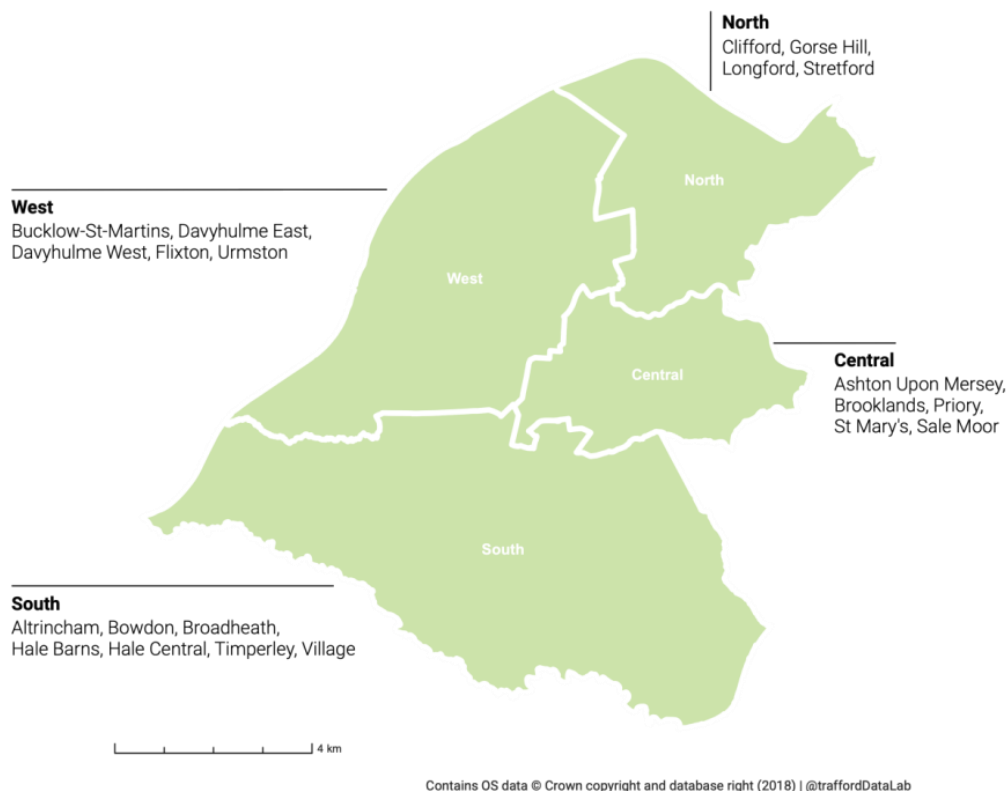 North
Clifford, Gorse Hill,
Longford, Stretford
North
West
Bucklow-St-Martins, Davyhulme East,
Davyhulme West, Flixton, Urmston
West
Central
Central
Ashton Upon Mersey,
Brooklands, Priory,
St Mary's, Sale Moor
South
South
Altrincham, Bowdon, Broadheath,
Hale Barns, Hale Central, Timperley, Village
4 km
Contains OS data © Crown copyright and database right (2018) | @traffordDataLab